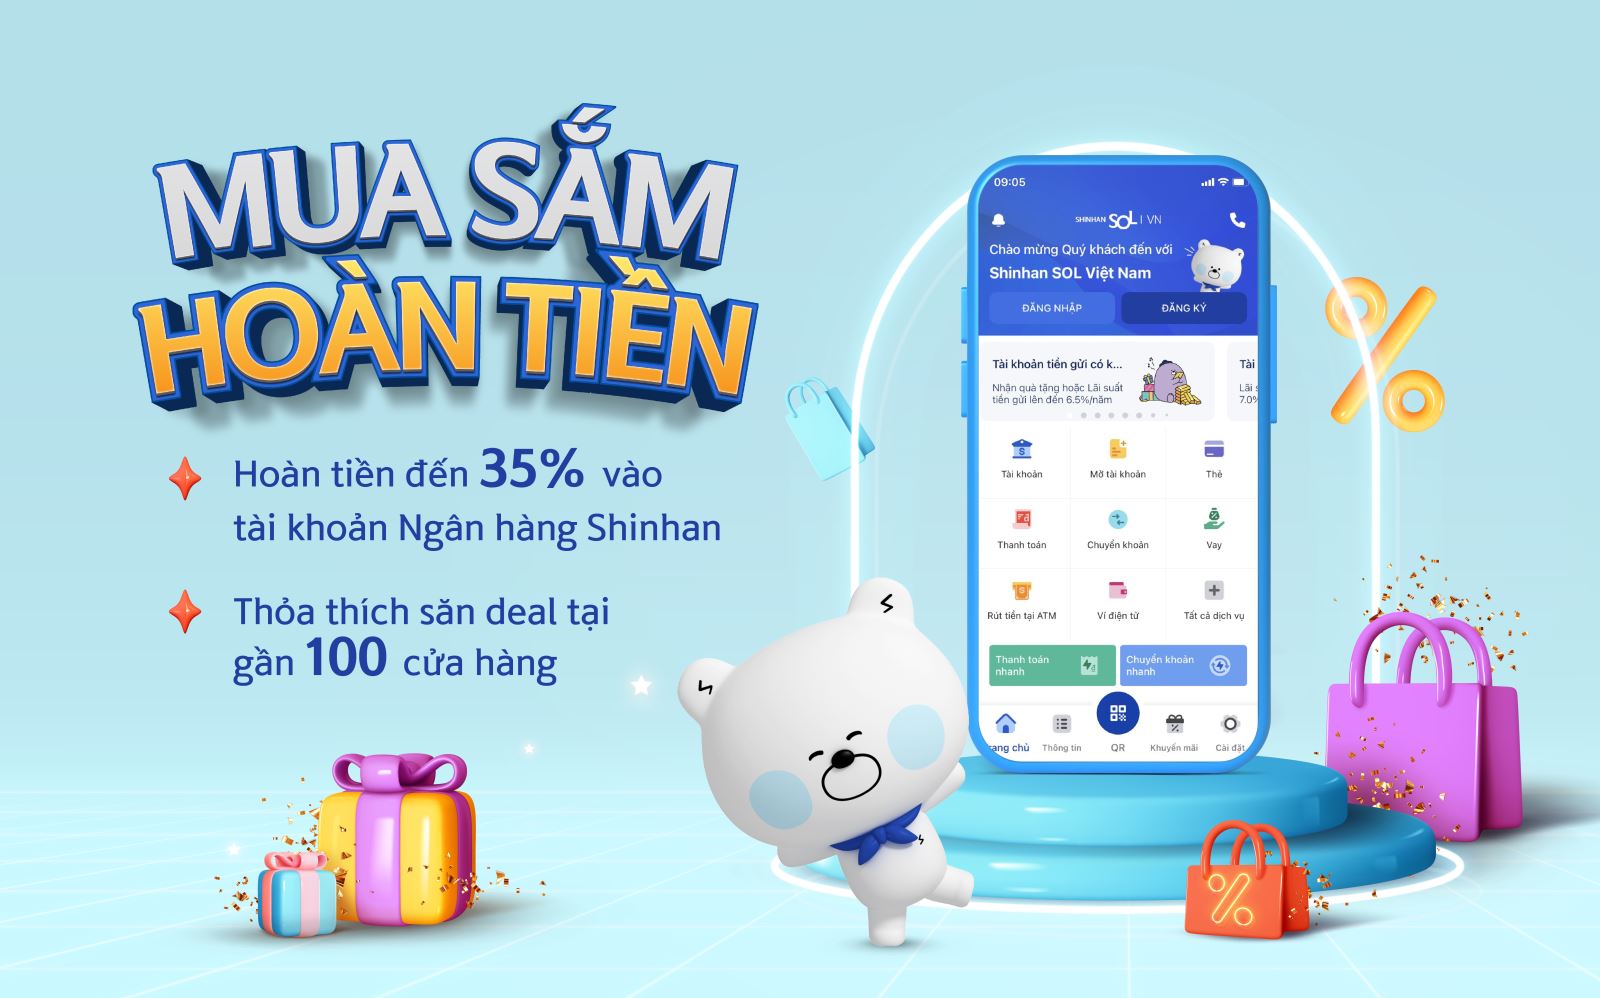 MUA SẮM
HOÀN TIỀN
Hoàn tiền đến 35% vào
tài khoản Ngân hàng Shinhan
Thỏa thích săn deal tại
gần 100 cửa hàng
09:05
SHINHAN SOL | VN
Chào mừng Quý khách đến với
Shinhan SOL Việt Nam
ĐĂNG NHẬP ĐĂNG KÝ
Tài khoản tiền gửi có k... Tài
Nhận quà tặng hoặc Lãi suất Lãi
tiền gửi lên đến 6.5%/năm 7.0%
Tài khoản Mở tài khoản Thẻ
Thanh toán Chuyển khoản Vay
Rút tiền tại ATM Ví điện tử Tất cả dịch vụ
Thanh toán Chuyển khoản
nhanh nhanh
rang chủ Thông tin QR Khuyến mãi Cài đặt
%
%